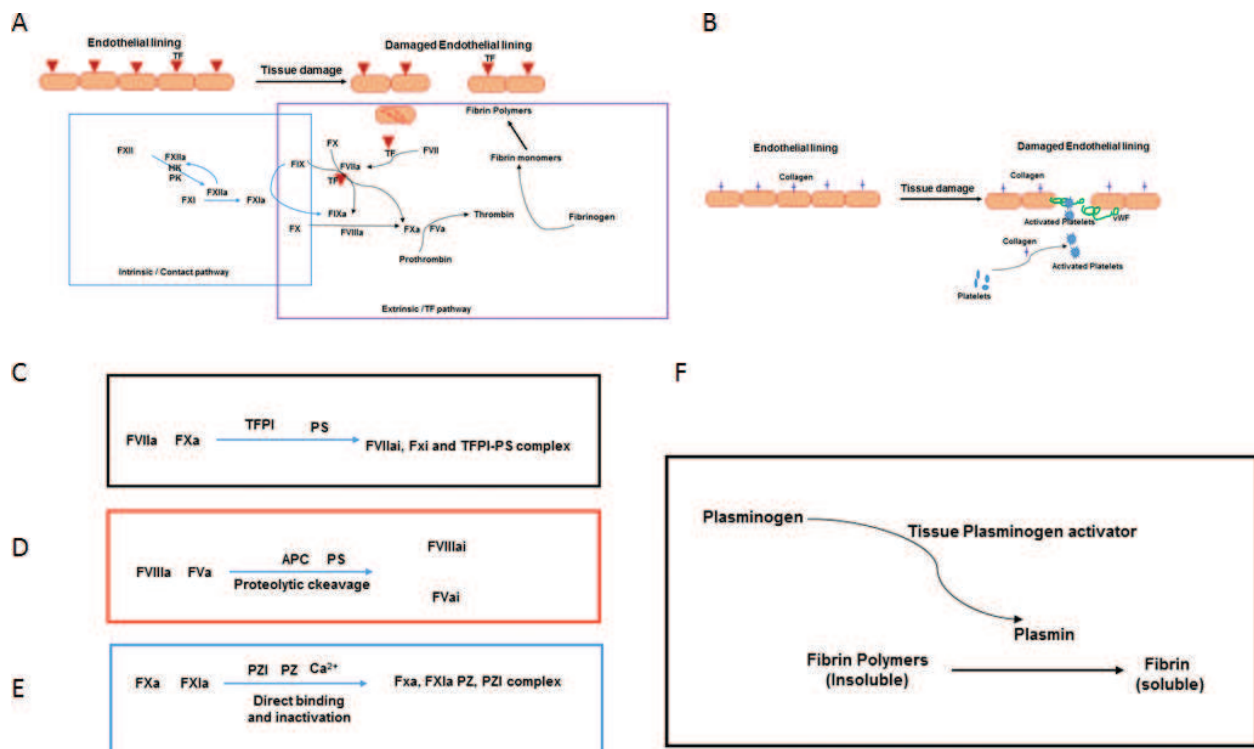 A
Endothelial lining
TF
Tissue damage
Damaged Endothelial lining
TF
Fibrin Polymers
FXII
FXIIa
HK
PK
FXIIa
FXI
FXIa
Intrinsic / Contact pathway
FX
TF
FVII
FIX
FVIIa
TF
FIXa
FX
FVIIIa
FXa
FVa
Thrombin
Prothrombin
Fibrin monomers
Fibrinogen
Extrinsic /TF pathway
B
Endothelial lining
Collagen
Tissue damage
Damaged Endothelial lining
Collagen
Activated Platelets
vWF
Collagen
Activated Platelets
Platelets
C
FVIIa FXa
TFPI PS
FVIIai, Fxi and TFPI-PS complex
D
FVIIIa FVa
APC PS
Proteolytic ckeavage
FVIIIai
FVai
E
FXa FXIa
PZI PZ Ca²⁺
Direct binding
and inactivation
Fxa, FXIa PZ, PZI complex
F
Plasminogen
Tissue Plasminogen activator
Plasmin
Fibrin Polymers
(Insoluble)
Fibrin
(soluble)